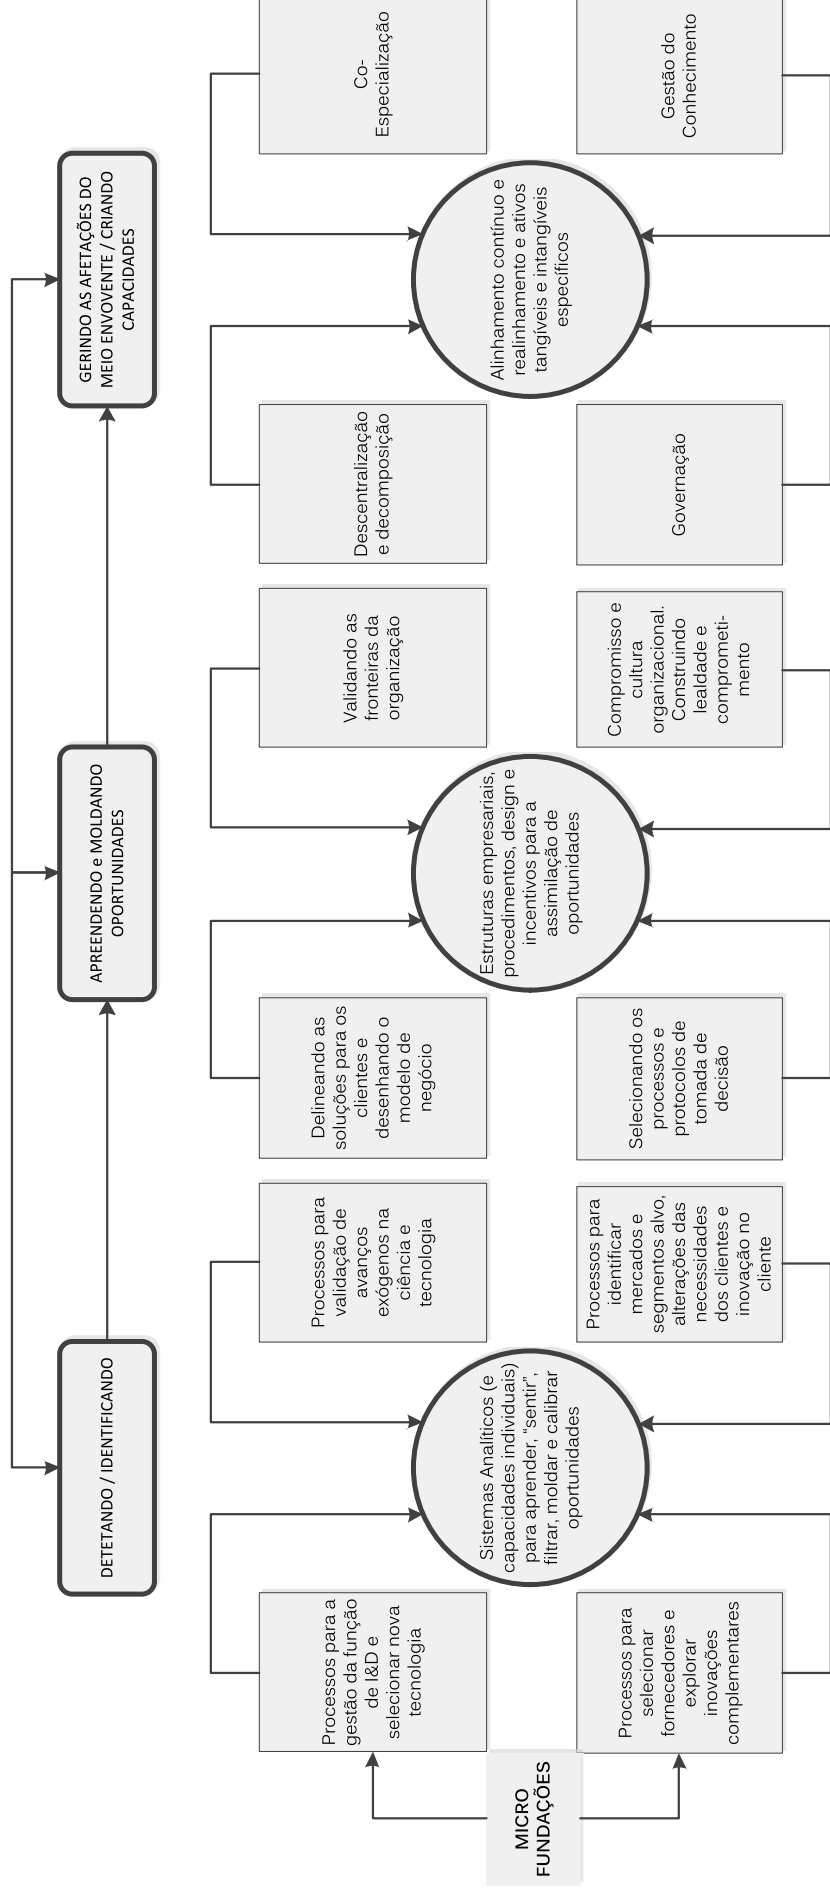 DETETANDO / IDENTIFICANDO
APREENDENDO e MOLDANDO
OPORTUNIDADES
GERINDO AS AFETAÇÕES DO
MEIO ENVOVENTE / CRIANDO
CAPACIDADES
Processos para a
gestão da função
de I&D e
selecionar nova
tecnologia
Processos para
validação de
avanços
exógenos na
ciência e
tecnologia
Delineando as
soluções para os
clientes e
desenhando o
modelo de
negócio
Validando as
fronteiras da
organização
Descentralização
e decomposição
Co-
Especialização
Sistemas Analíticos (e
capacidades individuais)
para aprender, “sentir”,
filtrar, moldar e calibrar
oportunidades
Estruturas empresariais,
procedimentos, design e
incentivos para a
assimilação de
oportunidades
Alinhamento contínuo e
realinhamento e ativos
tangíveis e intangíveis
específicos
MICRO
FUNDAÇÕES
Processos para
selecionar
fornecedores e
explorar
inovações
complementares
Processos para
identificar
mercados e
segmentos alvo,
alterações das
necessidades
dos clientes e
inovação no
cliente
Selecionando os
processos e
protocolos de
tomada de
decisão
Compromisso e
cultura
organizacional.
Construindo
lealdade e
comprometi-
mento
Governação
Gestão do
Conhecimento